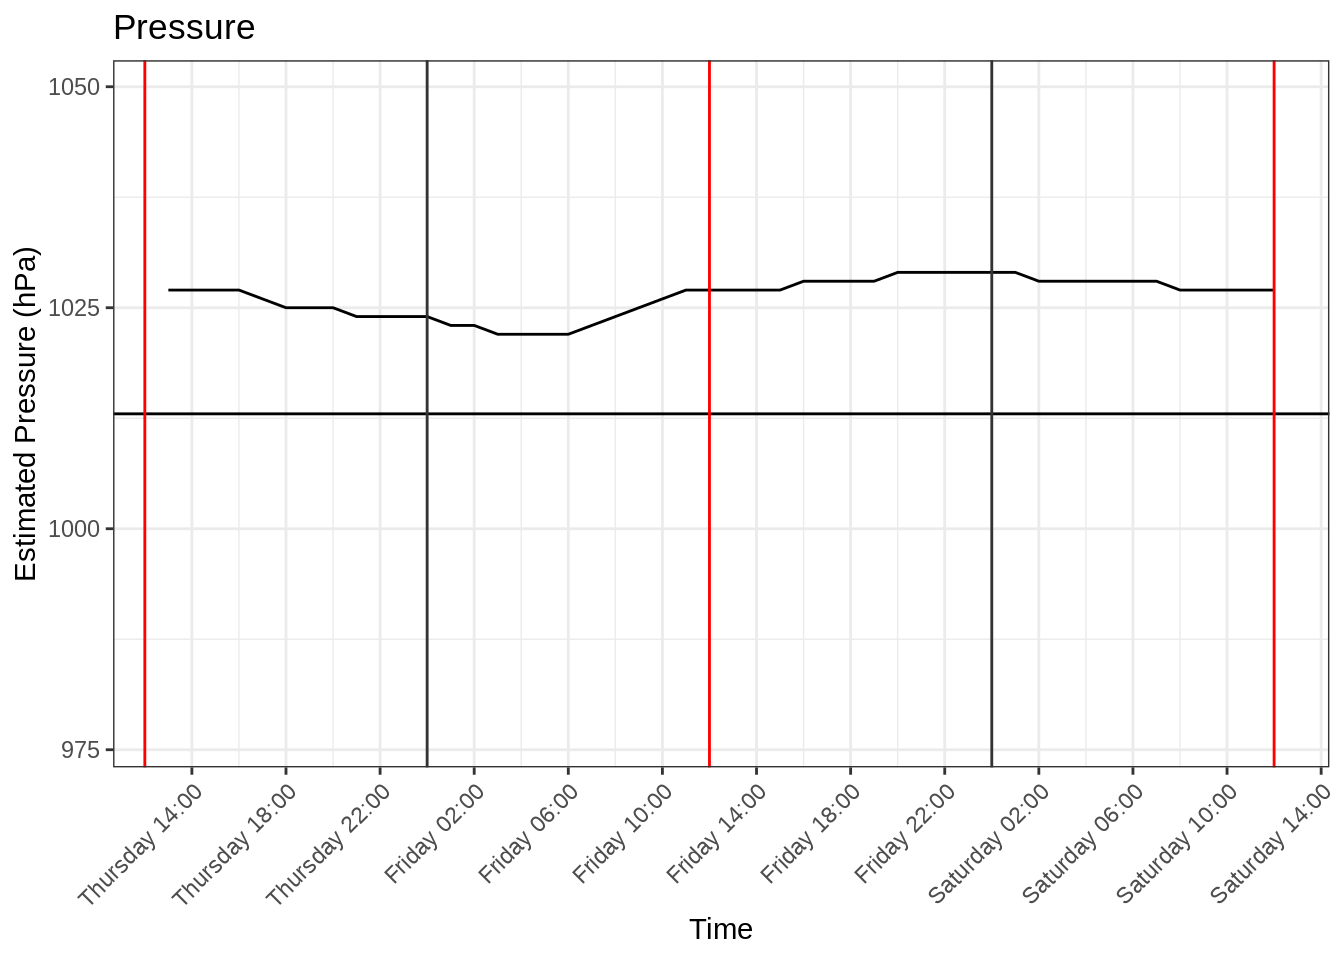 Pressure
Estimated Pressure (hPa)
1050
1025
1000
975
Thursday 14:00
Thursday 18:00
Thursday 22:00
Friday 02:00
Friday 06:00
Friday 10:00
Friday 14:00
Friday 18:00
Friday 22:00
Saturday 02:00
Saturday 06:00
Saturday 10:00
Saturday 14:00
Time